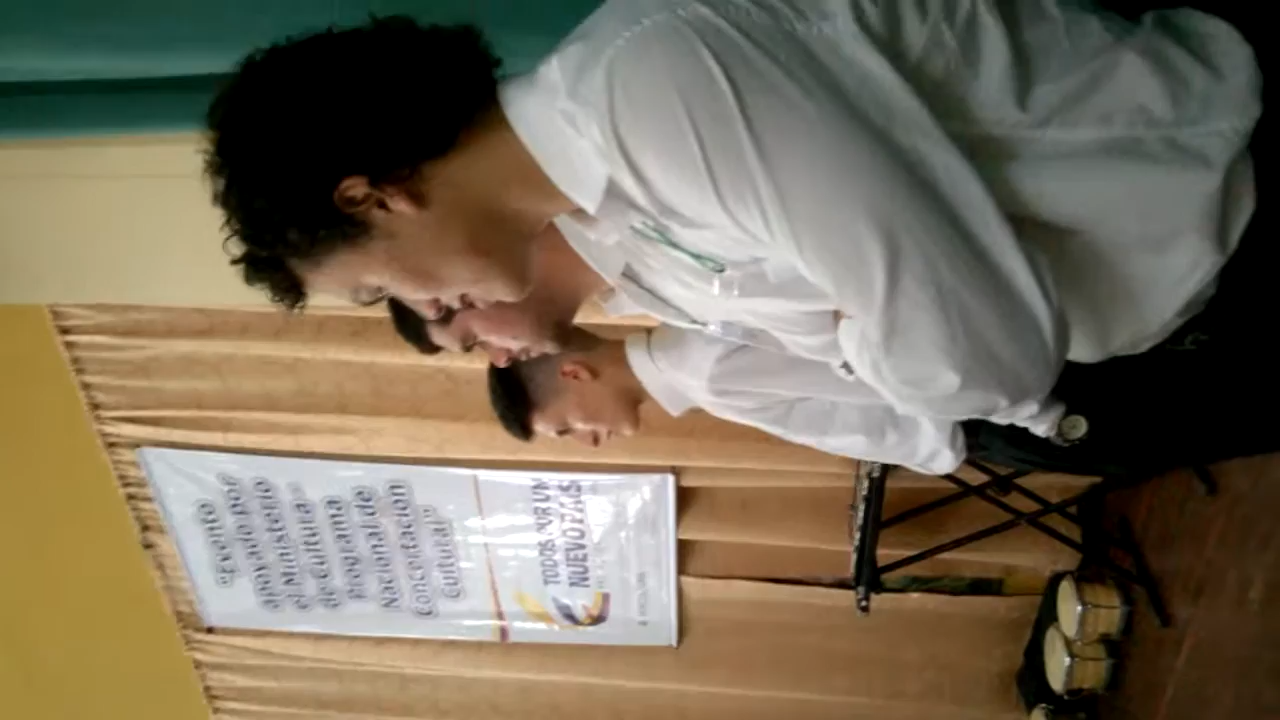 "Evento
apoyado por
el Ministerio
de Cultura
programa
Nacional de
Concertación
Cultural"
TODOS POR UN
NUEVO PAÍS